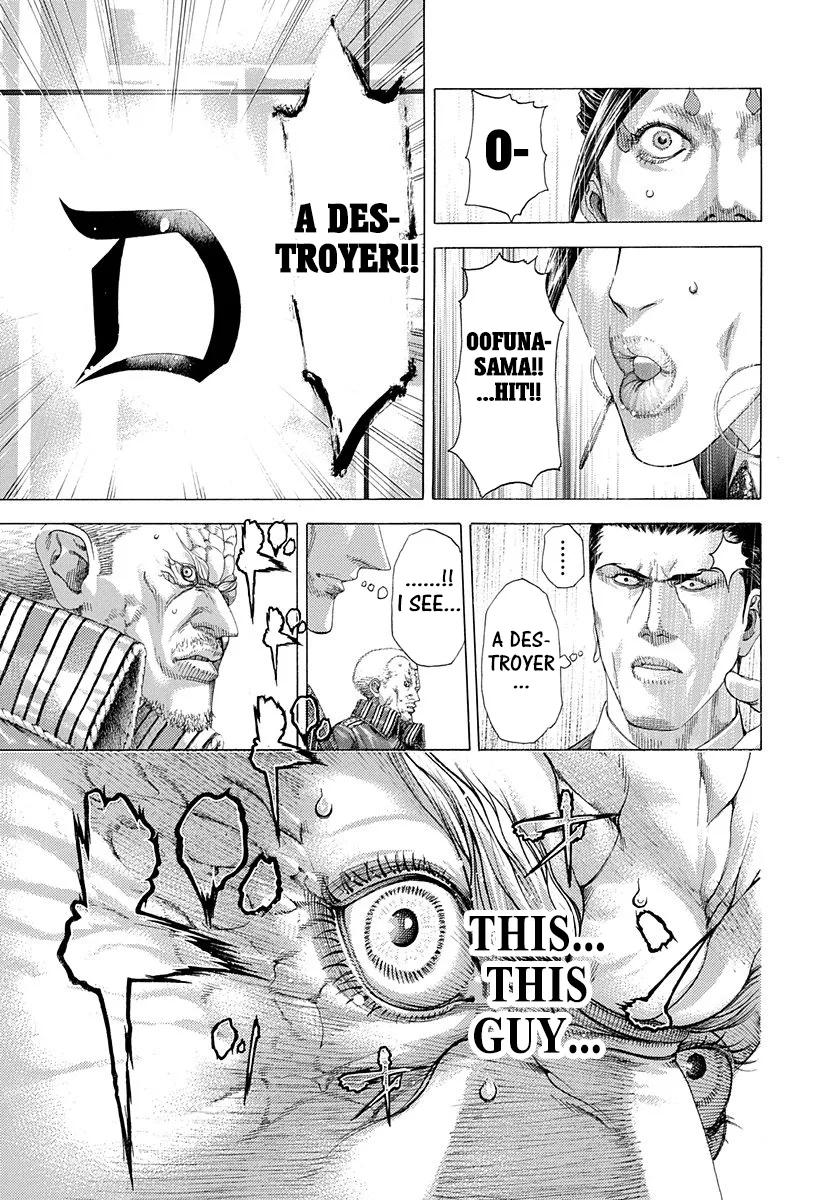 O-
OOFUNA-
SAMA!!
...HIT!!
A DES-
TROYER!!
......
A DES-
TROYER
...
......!!
I SEE...
THIS...
THIS
GUY...